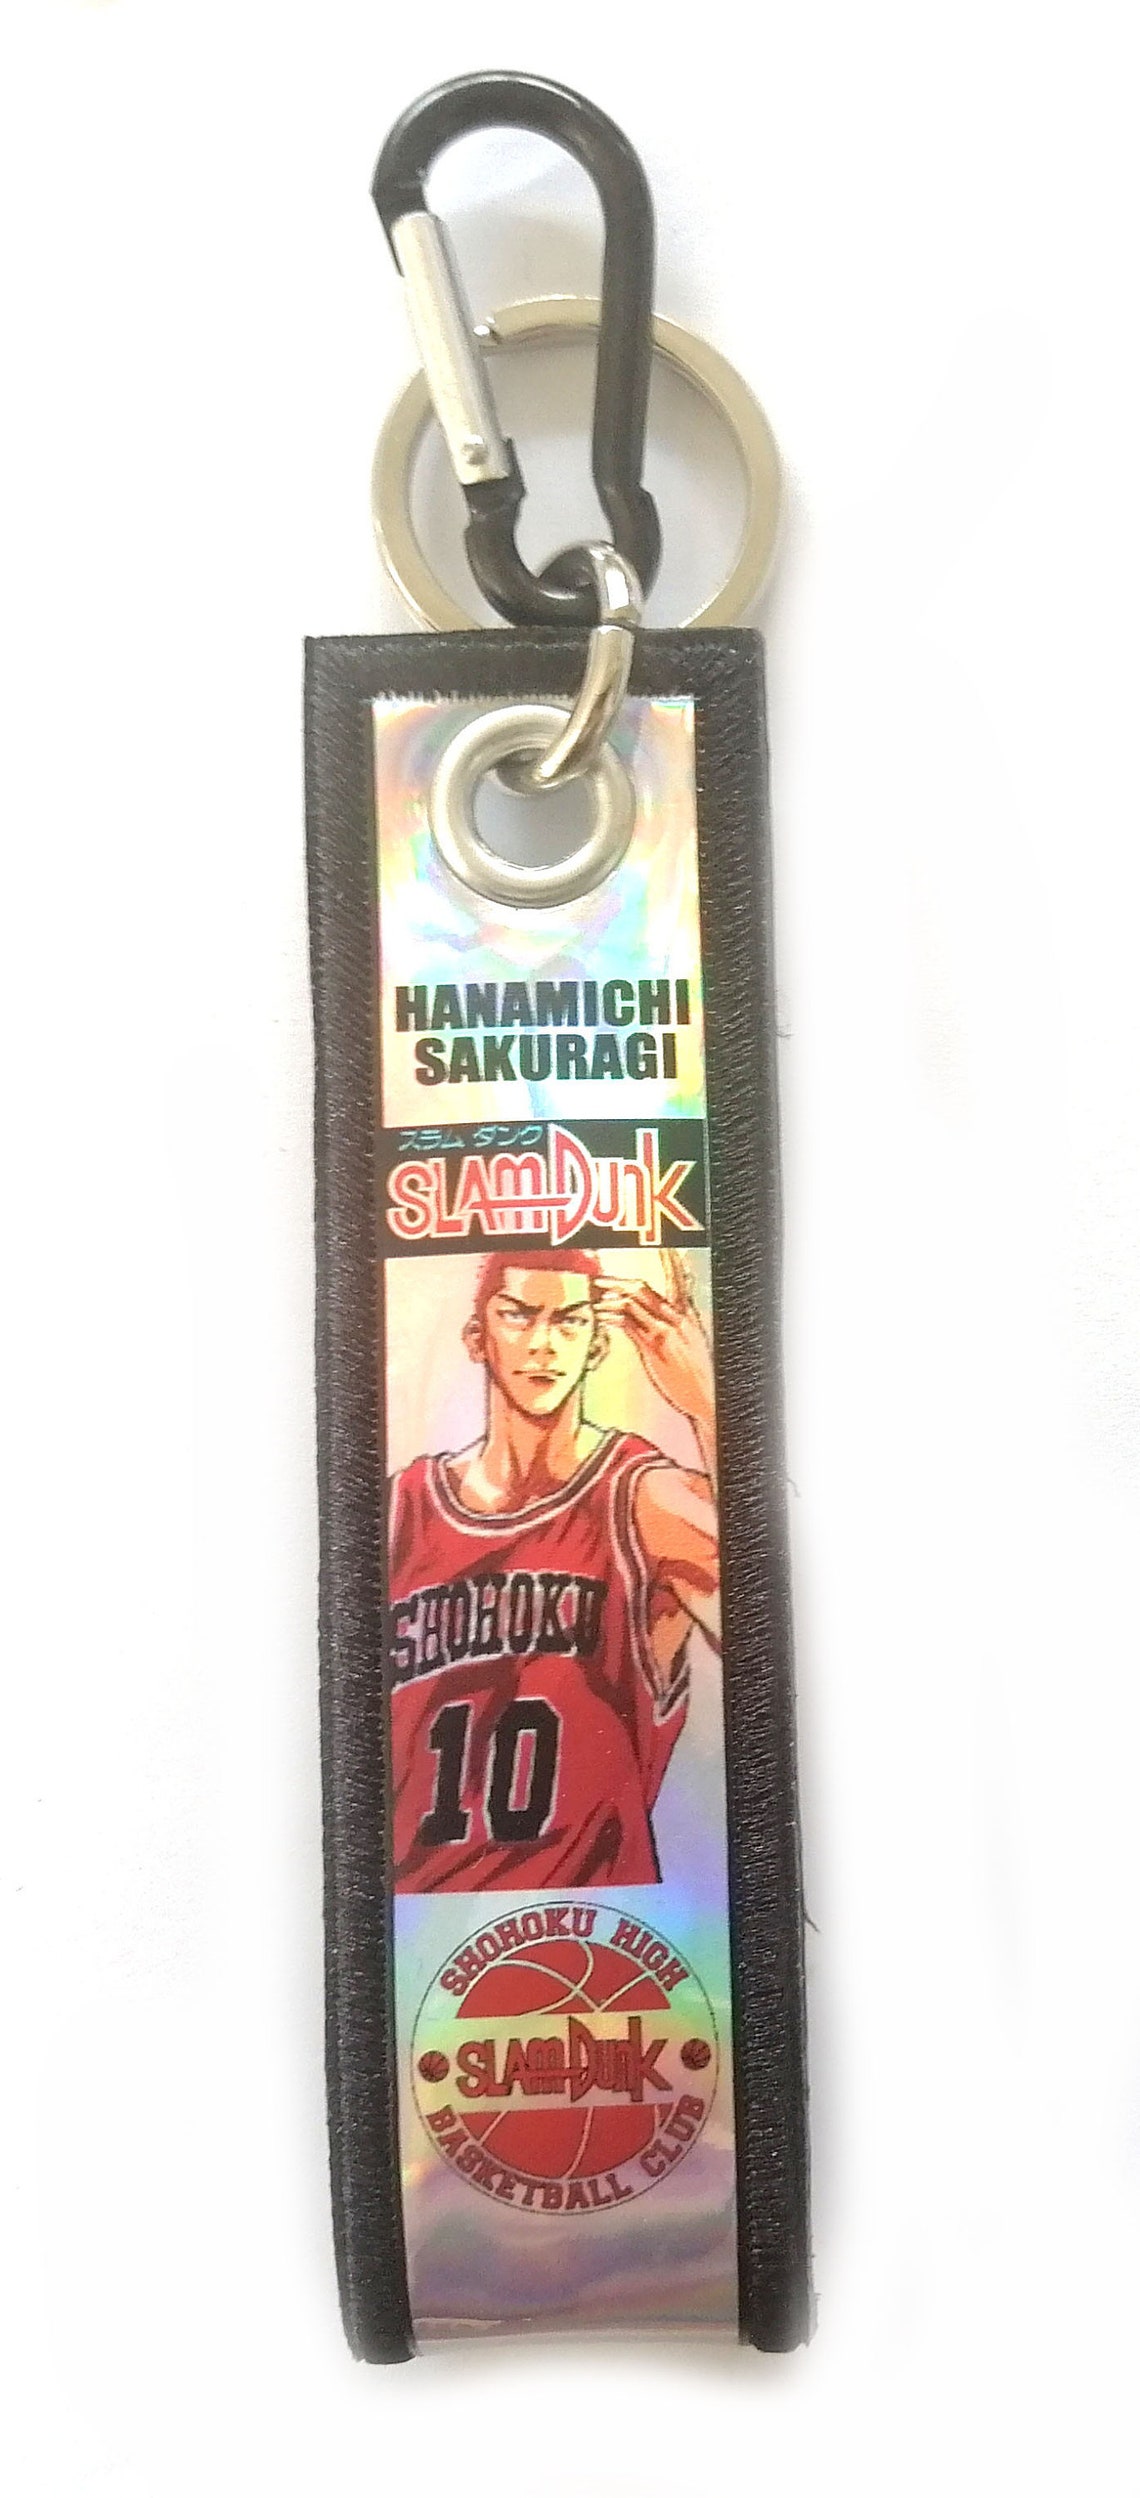 HANAMICHI
SAKURAGI
スラム ダンク
SLAM DUNK
SHOHOKU
10
SHOHOKU HIGH
SLAM DUNK
BASKETBALL CLUB